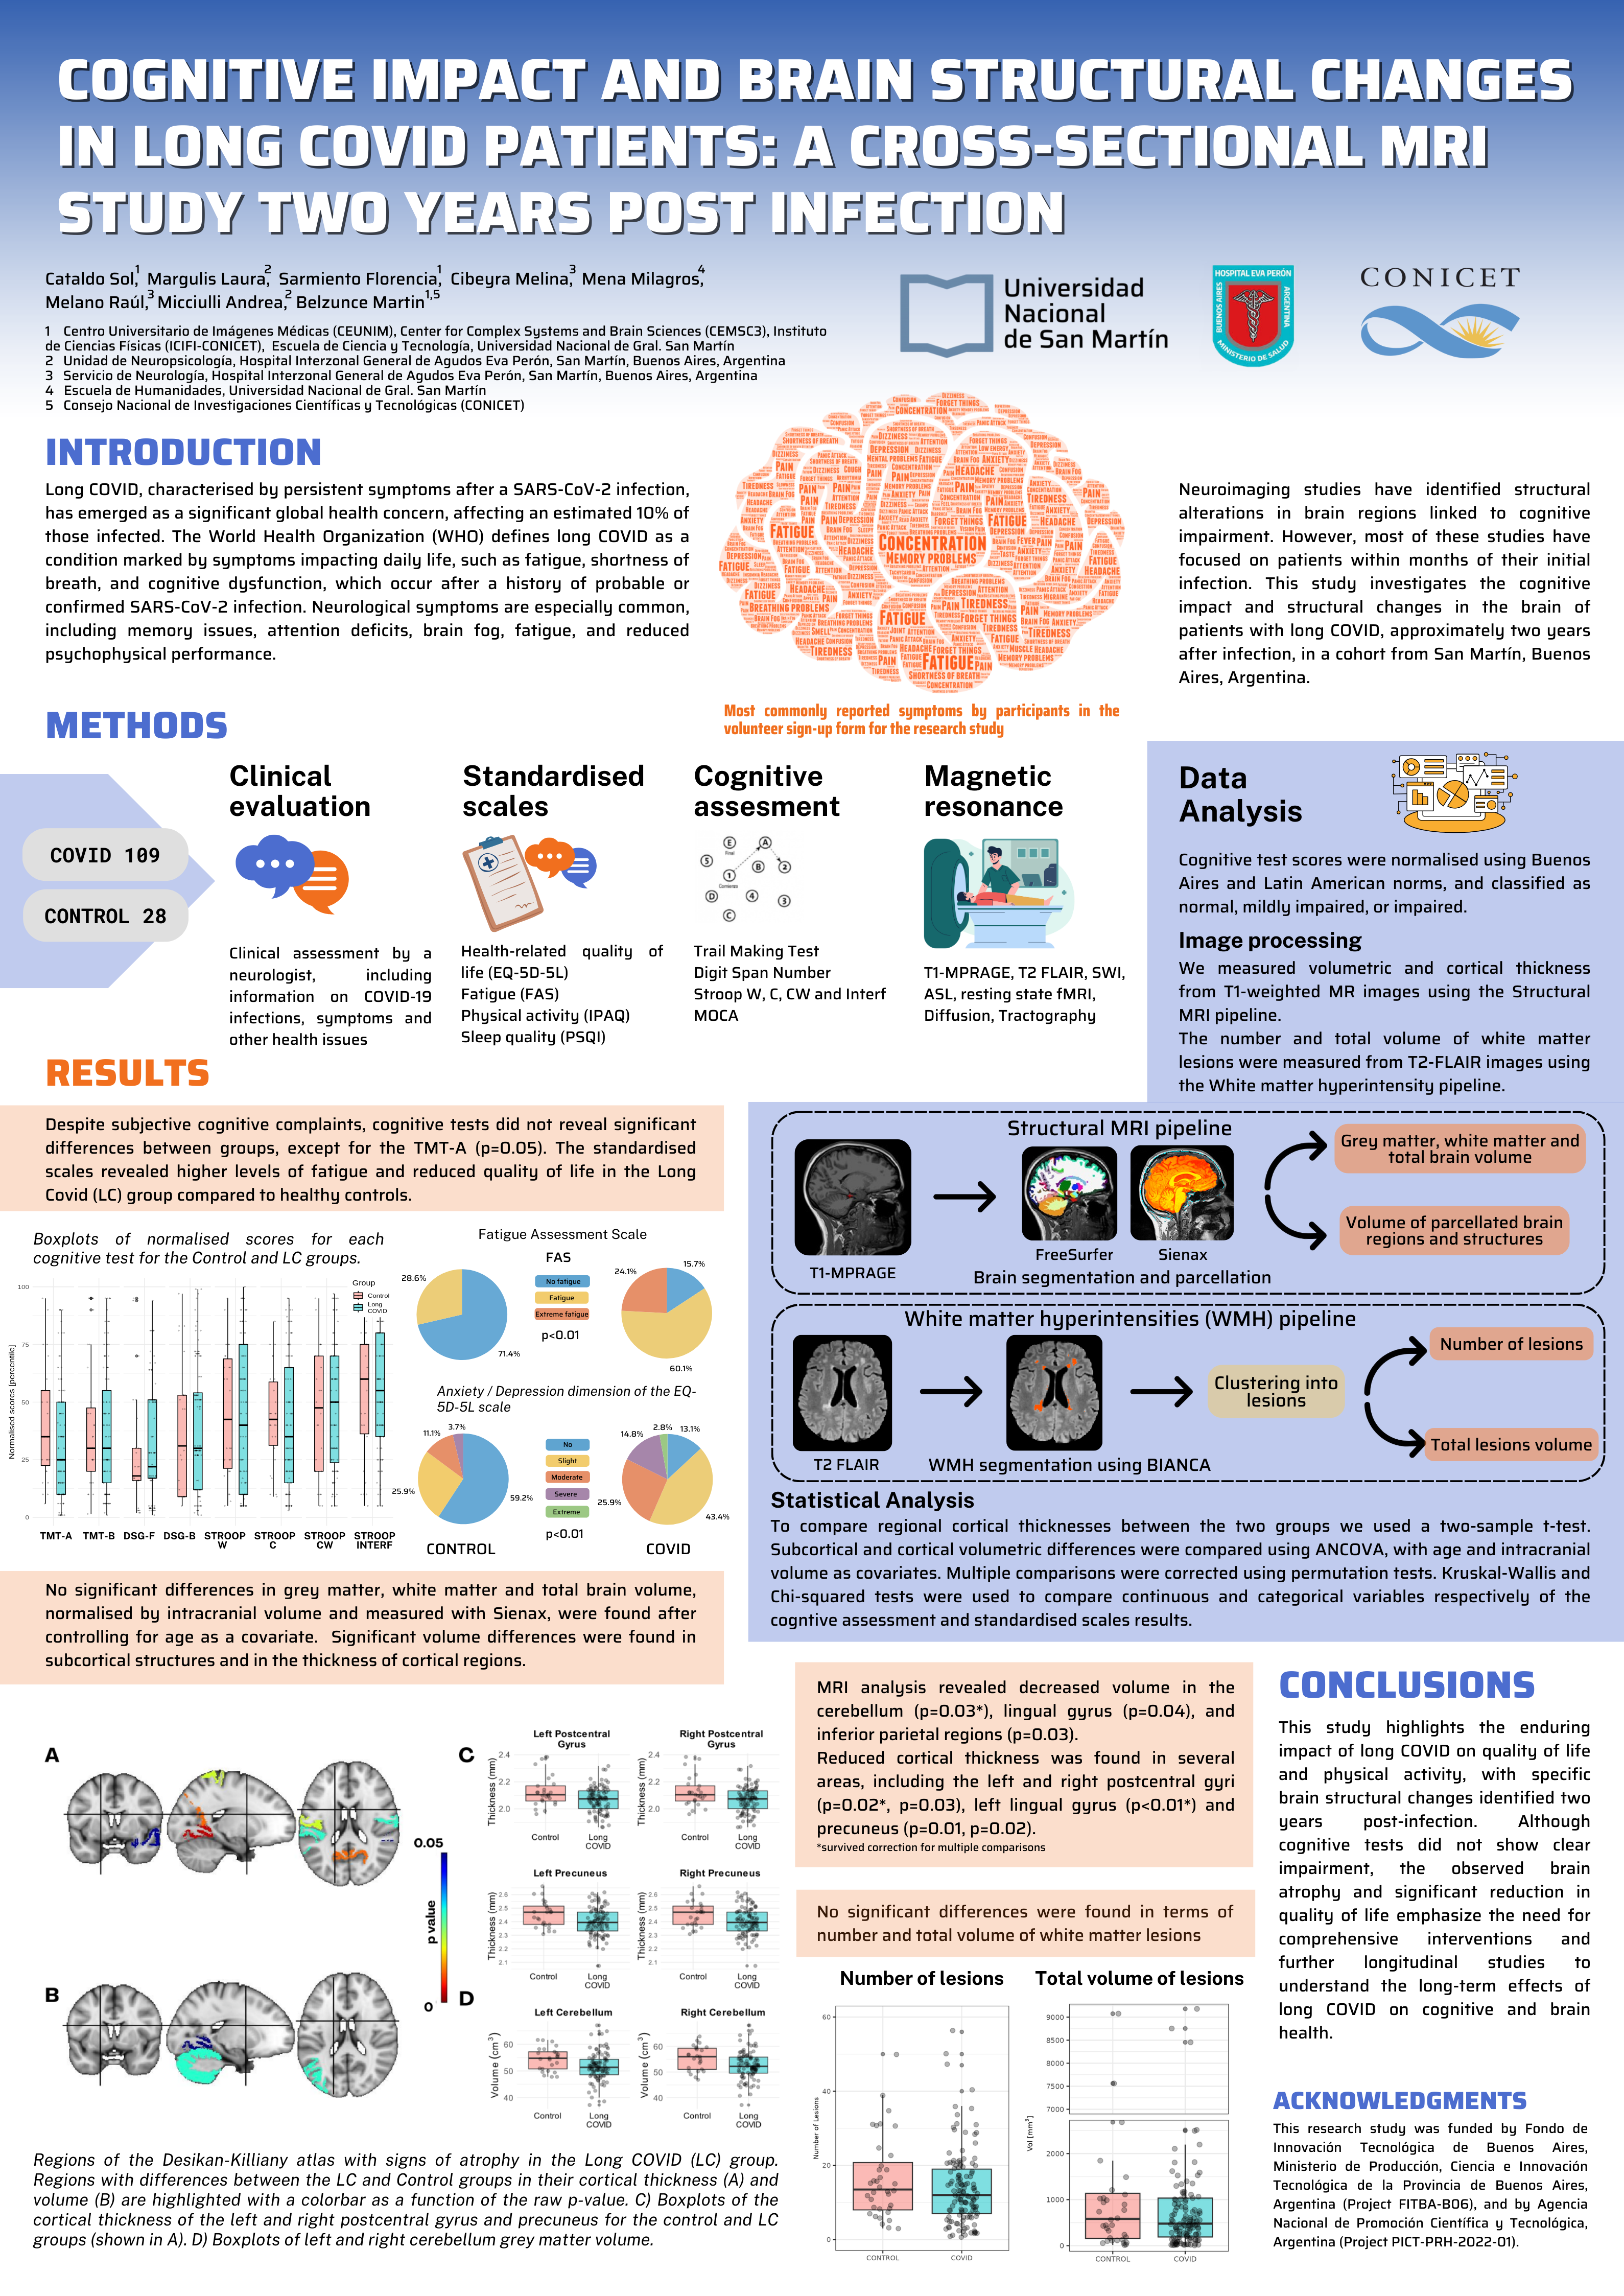 COGNITIVE IMPACT AND BRAIN STRUCTURAL CHANGES
IN LONG COVID PATIENTS: A CROSS-SECTIONAL MRI
STUDY TWO YEARS POST INFECTION
Cataldo Sol,1 Margulis Laura,2 Sarmiento Florencia,1 Cibeyra Melina,3 Mena Milagros,4
Melano Raúl,3 Micciulli Andrea,2 Belzunce Martin1,5
1 Centro Universitario de Imágenes Médicas (CEUNIM), Center for Complex Systems and Brain Sciences (CEMSC3), Instituto
de Ciencias Físicas (ICIFI-CONICET), Escuela de Ciencia y Tecnología, Universidad Nacional de Gral. San Martín
2 Unidad de Neuropsicología, Hospital Interzonal General de Agudos Eva Perón, San Martín, Buenos Aires, Argentina
3 Servicio de Neurología, Hospital Interzonal General de Agudos Eva Perón, San Martín, Buenos Aires, Argentina
4 Escuela de Humanidades, Universidad Nacional de Gral. San Martín
5 Consejo Nacional de Investigaciones Científicas y Tecnológicas (CONICET)
Universidad
Nacional
de San Martín
HOSPITAL EVA PERÓN
BUENOS AIRES
ARGENTINA
MINISTERIO DE SALUD
CONICET
INTRODUCTION
Long COVID, characterised by persistent symptoms after a SARS-CoV-2 infection,
has emerged as a significant global health concern, affecting an estimated 10% of
those infected. The World Health Organization (WHO) defines long COVID as a
condition marked by symptoms impacting daily life, such as fatigue, shortness of
breath, and cognitive dysfunction, which occur after a history of probable or
confirmed SARS-CoV-2 infection. Neurological symptoms are especially common,
including memory issues, attention deficits, brain fog, fatigue, and reduced
psychophysical performance.
CONCENTRATION
MEMORY PROBLEMS
FATIGUE
FATIGUE
FATIGUE
FATIGUE
HEADACHE
TIREDNESS
BREATHING PROBLEMS
SHORTNESS OF BREATH
Most commonly reported symptoms by participants in the
volunteer sign-up form for the research study
Neuroimaging studies have identified structural
alterations in brain regions linked to cognitive
impairment. However, most of these studies have
focused on patients within months of their initial
infection. This study investigates the cognitive
impact and structural changes in the brain of
patients with long COVID, approximately two years
after infection, in a cohort from San Martín, Buenos
Aires, Argentina.
METHODS
COVID 109
CONTROL 28
Clinical
evaluation
Clinical assessment by a
neurologist, including
information on COVID-19
infections, symptoms and
other health issues
Standardised
scales
Health-related quality of
life (EQ-5D-5L)
Fatigue (FAS)
Physical activity (IPAQ)
Sleep quality (PSQI)
Cognitive
assesment
E
Final
A
5
B
2
1
Comienzo
D
4
3
C
Trail Making Test
Digit Span Number
Stroop W, C, CW and Interf
MOCA
Magnetic
resonance
T1-MPRAGE, T2 FLAIR, SWI,
ASL, resting state fMRI,
Diffusion, Tractography
Data
Analysis
Cognitive test scores were normalised using Buenos
Aires and Latin American norms, and classified as
normal, mildly impaired, or impaired.
Image processing
We measured volumetric and cortical thickness
from T1-weighted MR images using the Structural
MRI pipeline.
The number and total volume of white matter
lesions were measured from T2-FLAIR images using
the White matter hyperintensity pipeline.
Structural MRI pipeline
T1-MPRAGE
FreeSurfer
Sienax
Brain segmentation and parcellation
Grey matter, white matter and
total brain volume
Volume of parcellated brain
regions and structures
White matter hyperintensities (WMH) pipeline
T2 FLAIR
WMH segmentation using BIANCA
Clustering into
lesions
Number of lesions
Total lesions volume
Statistical Analysis
To compare regional cortical thicknesses between the two groups we used a two-sample t-test.
Subcortical and cortical volumetric differences were compared using ANCOVA, with age and intracranial
volume as covariates. Multiple comparisons were corrected using permutation tests. Kruskal-Wallis and
Chi-squared tests were used to compare continuous and categorical variables respectively of the
cogntive assessment and standardised scales results.
RESULTS
Despite subjective cognitive complaints, cognitive tests did not reveal significant
differences between groups, except for the TMT-A (p=0.05). The standardised
scales revealed higher levels of fatigue and reduced quality of life in the Long
Covid (LC) group compared to healthy controls.
Boxplots of normalised scores for each
cognitive test for the Control and LC groups.
Group
Control
Long
COVID
Normalised scores [percentile]
100
75
50
25
0
TMT-A TMT-B DSG-F DSG-B STROOP W STROOP C STROOP CW STROOP INTERF
Fatigue Assessment Scale
FAS
No fatigue
Fatigue
Extreme fatigue
p<0.01
28.6%
71.4%
24.1%
15.7%
60.1%
Anxiety / Depression dimension of the EQ-
5D-5L scale
No
Slight
Moderate
Severe
Extreme
p<0.01
11.1%
3.7%
25.9%
59.2%
14.8%
2.8%
13.1%
25.9%
43.4%
CONTROL
COVID
No significant differences in grey matter, white matter and total brain volume,
normalised by intracranial volume and measured with Sienax, were found after
controlling for age as a covariate. Significant volume differences were found in
subcortical structures and in the thickness of cortical regions.
A
B
0.05
p value
0
C
Left Postcentral
Gyrus
Thickness (mm)
2.4
2.2
2.0
Control
Long
COVID
Right Postcentral
Gyrus
Thickness (mm)
2.4
2.2
2.0
Control
Long
COVID
Left Precuneus
Thickness (mm)
2.6
2.5
2.4
2.3
2.2
2.1
Control
Long
COVID
Right Precuneus
Thickness (mm)
2.6
2.5
2.4
2.3
2.2
2.1
Control
Long
COVID
D
Left Cerebellum
Volume (cm3)
60
50
40
Control
Long
COVID
Right Cerebellum
Volume (cm3)
60
50
40
Control
Long
COVID
Regions of the Desikan-Killiany atlas with signs of atrophy in the Long COVID (LC) group.
Regions with differences between the LC and Control groups in their cortical thickness (A) and
volume (B) are highlighted with a colorbar as a function of the raw p-value. C) Boxplots of the
cortical thickness of the left and right postcentral gyrus and precuneus for the control and LC
groups (shown in A). D) Boxplots of left and right cerebellum grey matter volume.
MRI analysis revealed decreased volume in the
cerebellum (p=0.03*), lingual gyrus (p=0.04), and
inferior parietal regions (p=0.03).
Reduced cortical thickness was found in several
areas, including the left and right postcentral gyri
(p=0.02*, p=0.03), left lingual gyrus (p<0.01*) and
precuneus (p=0.01, p=0.02).
*survived correction for multiple comparisons
No significant differences were found in terms of
number and total volume of white matter lesions
Number of lesions
Number of Lesions
60
40
20
0
CONTROL
COVID
Total volume of lesions
Vol [mm3]
9000
8500
8000
7500
7000
2000
1000
0
CONTROL
COVID
CONCLUSIONS
This study highlights the enduring
impact of long COVID on quality of life
and physical activity, with specific
brain structural changes identified two
years post-infection. Although
cognitive tests did not show clear
impairment, the observed brain
atrophy and significant reduction in
quality of life emphasize the need for
comprehensive interventions and
further longitudinal studies to
understand the long-term effects of
long COVID on cognitive and brain
health.
ACKNOWLEDGMENTS
This research study was funded by Fondo de
Innovación Tecnológica de Buenos Aires,
Ministerio de Producción, Ciencia e Innovación
Tecnológica de la Provincia de Buenos Aires,
Argentina (Project FITBA-B06), and by Agencia
Nacional de Promoción Científica y Tecnológica,
Argentina (Project PICT-PRH-2022-01).